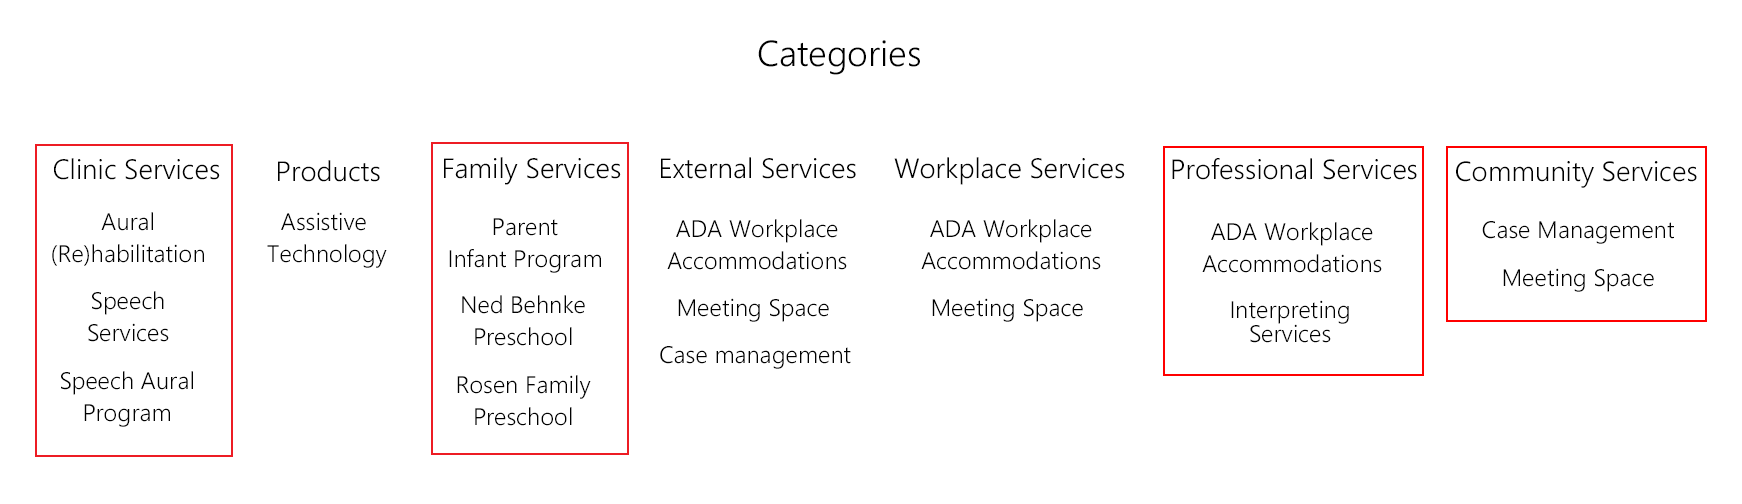 Categories
Clinic Services
Aural
(Re)habilitation
Speech
Services
Speech Aural
Program
Products
Assistive
Technology
Family Services
Parent
Infant Program
Ned Behnke
Preschool
Rosen Family
Preschool
External Services
ADA Workplace
Accommodations
Meeting Space
Case management
Workplace Services
ADA Workplace
Accommodations
Meeting Space
Professional Services
ADA Workplace
Accommodations
Interpreting
Services
Community Services
Case Management
Meeting Space